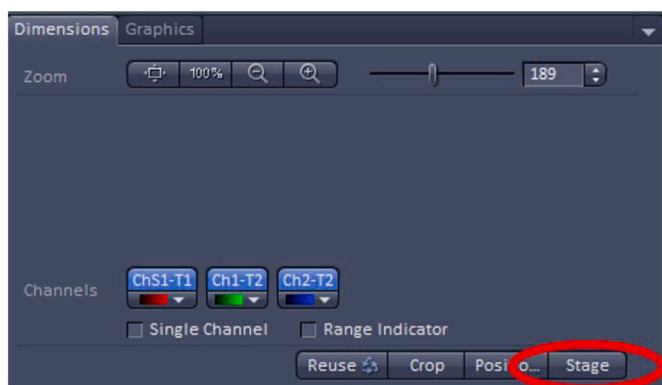 Dimensions Graphics
Zoom 100% 189
ChS1-T1 Ch1-T2 Ch2-T2
Channels
Single Channel Range Indicator
Reuse Crop Positio... Stage